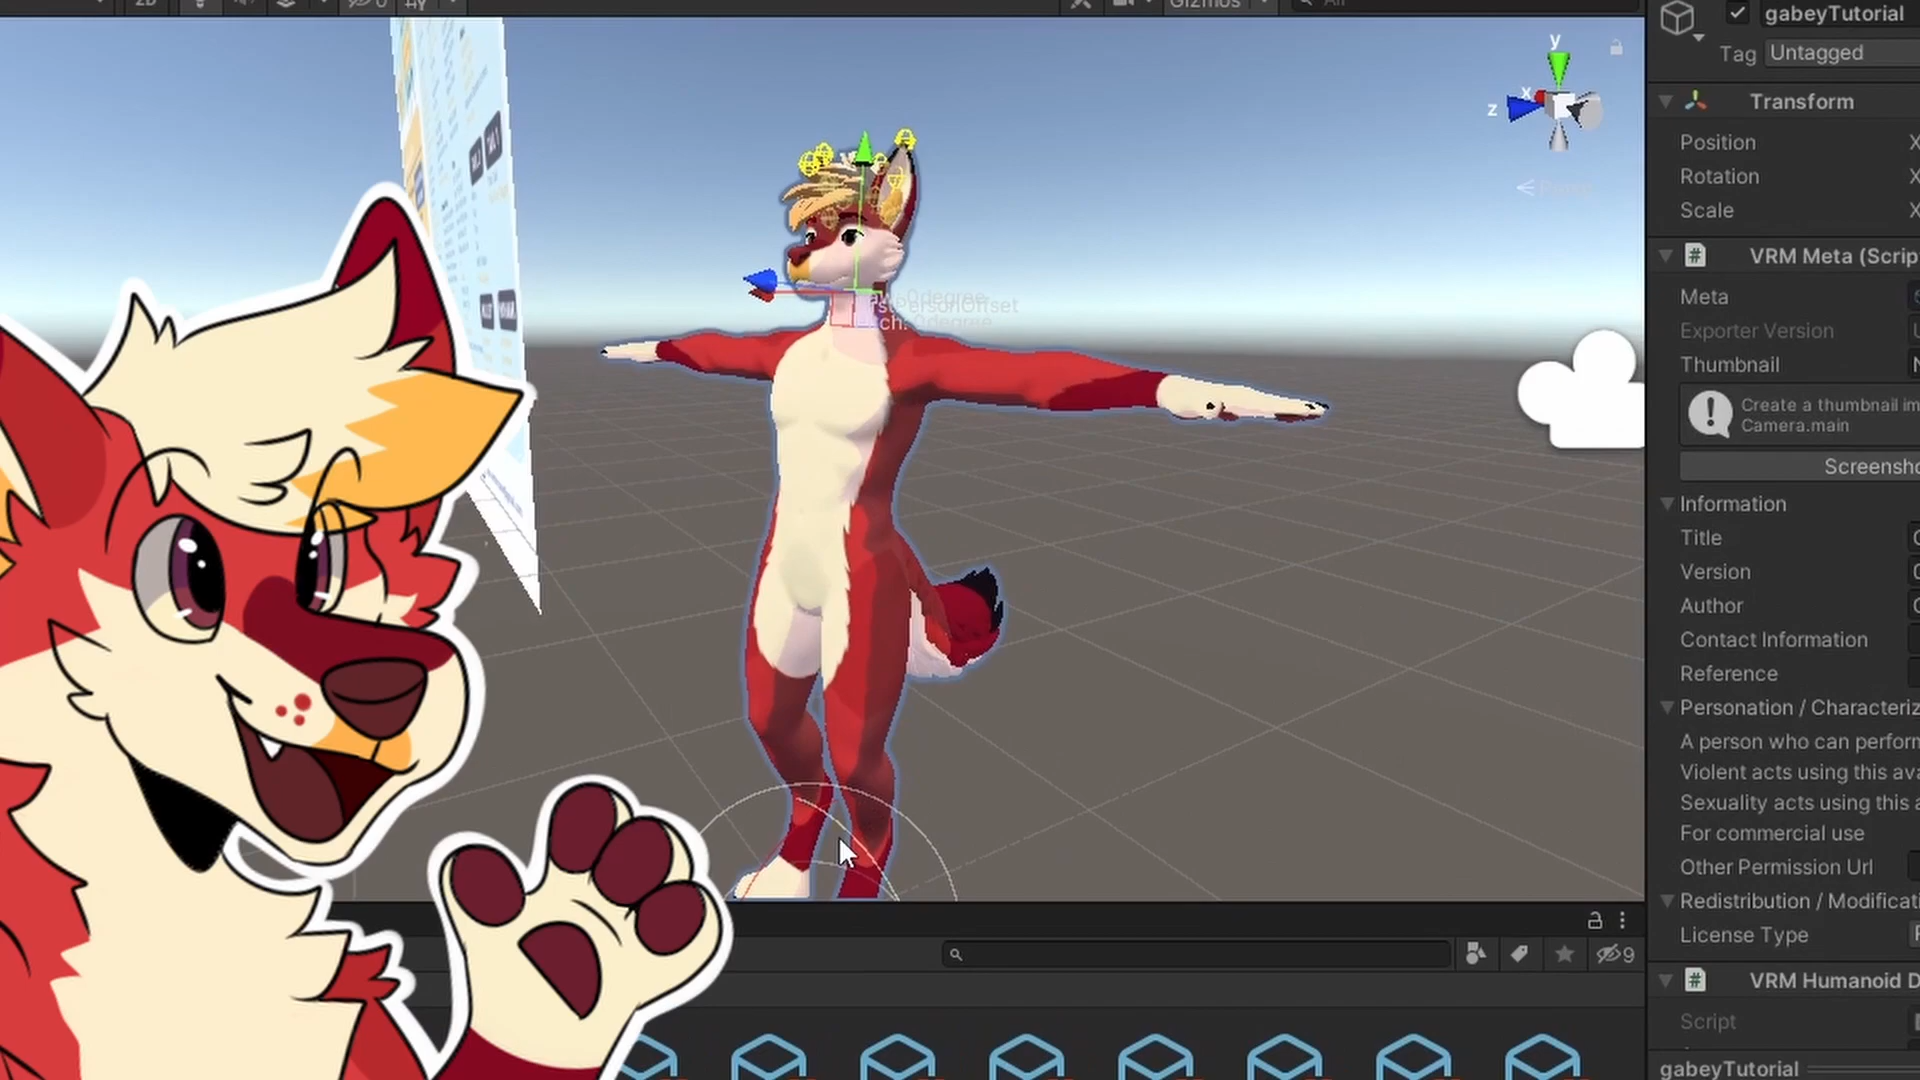 2D
Gizmos
All
y
x
z
gabeyTutorial
Tag
Untagged
Transform
Position
X
Rotation
X
Scale
X
VRM Meta (Scrip
Meta
Exporter Version
Thumbnail
N
Create a thumbnail im
Camera.main
Screensho
Information
Title
Version
Author
Contact Information
Reference
Personation / Characteriz
A person who can perform
Violent acts using this ava
Sexuality acts using this a
For commercial use
Other Permission Url
Redistribution / Modificati
License Type
9
VRM Humanoid D
Script
gabeyTutorial